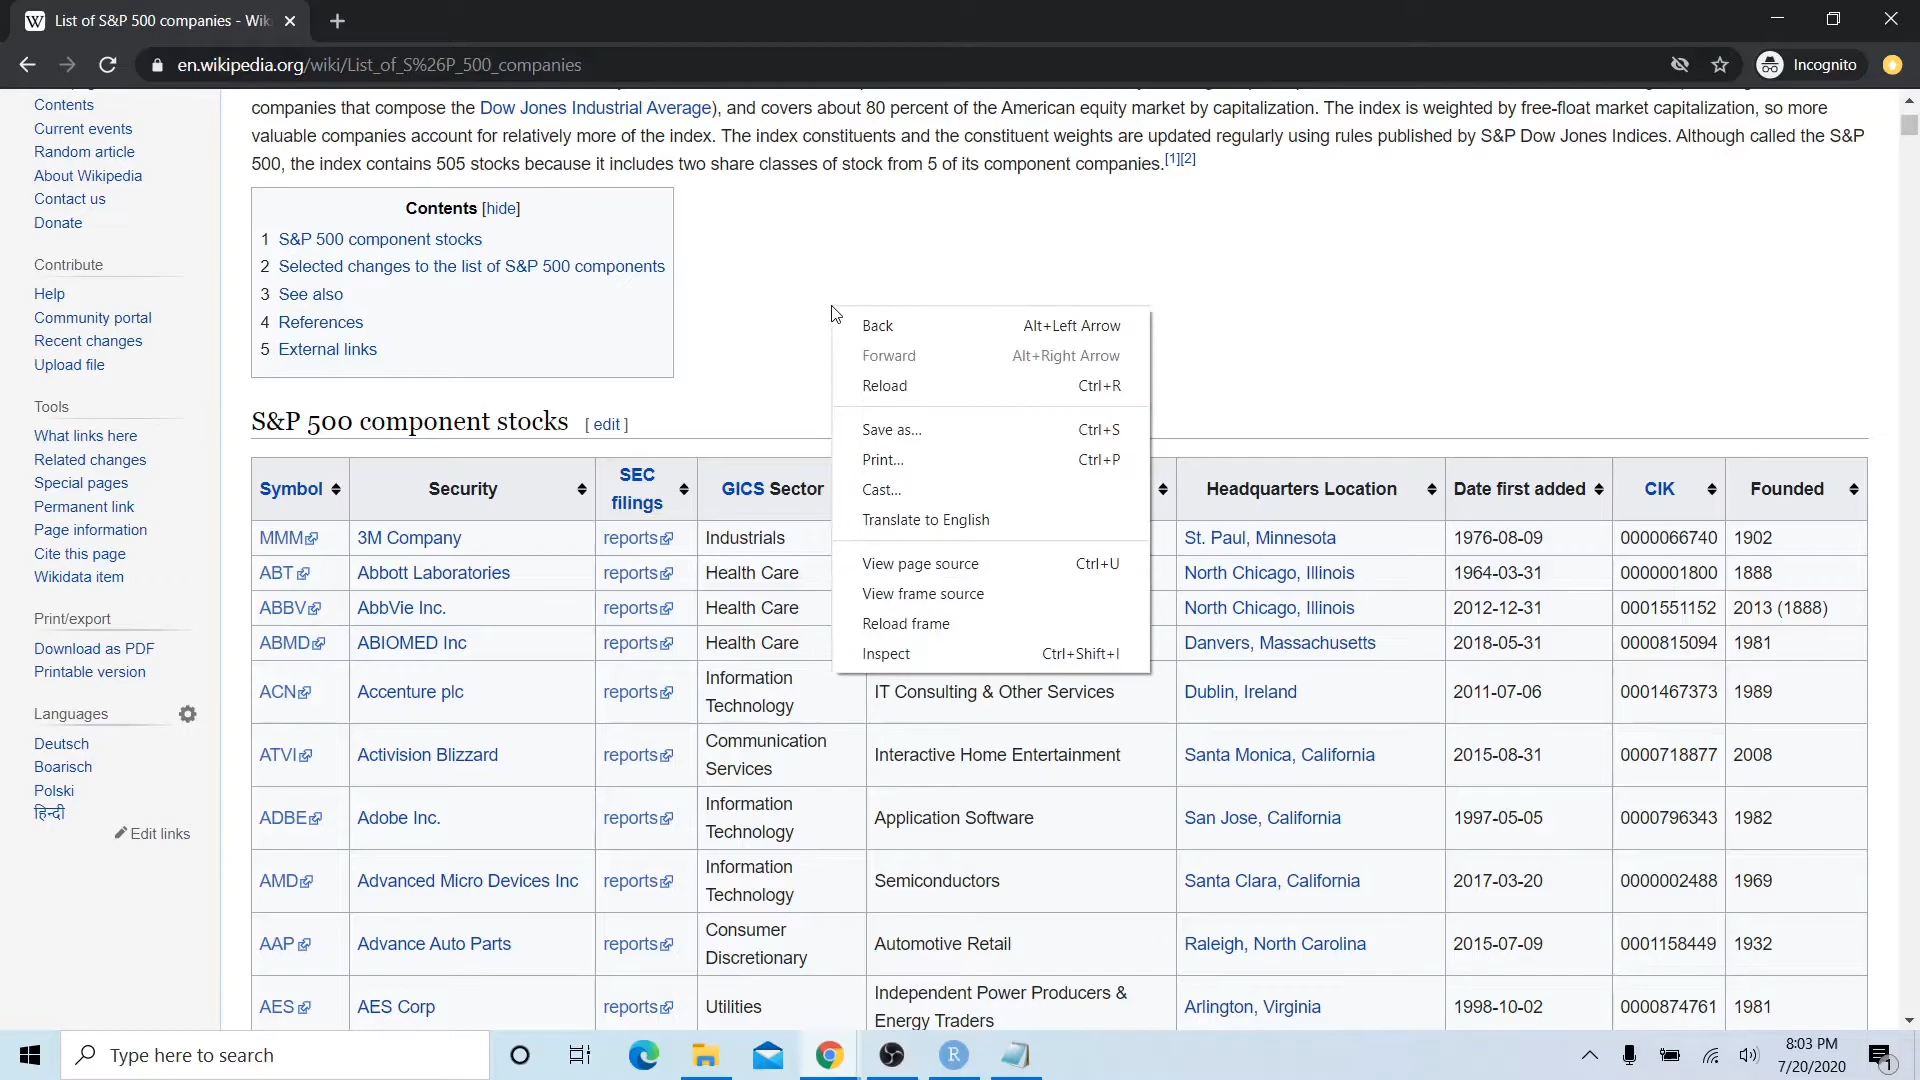 List of S&P 500 companies - Wik
en.wikipedia.org/wiki/List_of_S%26P_500_companies
Incognito
Contents
Current events
Random article
About Wikipedia
Contact us
Donate
Contribute
Help
Community portal
Recent changes
Upload file
Tools
What links here
Related changes
Special pages
Permanent link
Page information
Cite this page
Wikidata item
Print/export
Download as PDF
Printable version
Languages
Deutsch
Boarisch
Polski
हिन्दी
Edit links
companies that compose the Dow Jones Industrial Average), and covers about 80 percent of the American equity market by capitalization. The index is weighted by free-float market capitalization, so more
valuable companies account for relatively more of the index. The index constituents and the constituent weights are updated regularly using rules published by S&P Dow Jones Indices. Although called the S&P
500, the index contains 505 stocks because it includes two share classes of stock from 5 of its component companies.[1][2]
Contents [hide]
1 S&P 500 component stocks
2 Selected changes to the list of S&P 500 components
3 See also
4 References
5 External links
Back Alt+Left Arrow
Forward Alt+Right Arrow
Reload Ctrl+R
Save as... Ctrl+S
Print... Ctrl+P
Cast...
Translate to English
View page source Ctrl+U
View frame source
Reload frame
Inspect Ctrl+Shift+I
S&P 500 component stocks [ edit ]
Symbol Security SEC filings GICS Sector Headquarters Location Date first added CIK Founded
MMM 3M Company reports Industrials St. Paul, Minnesota 1976-08-09 0000066740 1902
ABT Abbott Laboratories reports Health Care North Chicago, Illinois 1964-03-31 0000001800 1888
ABBV AbbVie Inc. reports Health Care North Chicago, Illinois 2012-12-31 0001551152 2013 (1888)
ABMD ABIOMED Inc reports Health Care Danvers, Massachusetts 2018-05-31 0000815094 1981
ACN Accenture plc reports Information Technology IT Consulting & Other Services Dublin, Ireland 2011-07-06 0001467373 1989
ATVI Activision Blizzard reports Communication Services Interactive Home Entertainment Santa Monica, California 2015-08-31 0000718877 2008
ADBE Adobe Inc. reports Information Technology Application Software San Jose, California 1997-05-05 0000796343 1982
AMD Advanced Micro Devices Inc reports Information Technology Semiconductors Santa Clara, California 2017-03-20 0000002488 1969
AAP Advance Auto Parts reports Consumer Discretionary Automotive Retail Raleigh, North Carolina 2015-07-09 0001158449 1932
AES AES Corp reports Utilities Independent Power Producers & Energy Traders Arlington, Virginia 1998-10-02 0000874761 1981
Type here to search
8:03 PM
7/20/2020
1